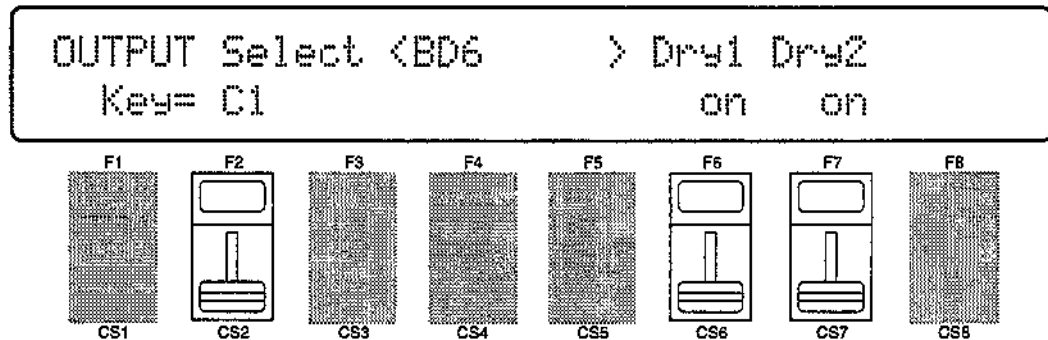 OUTPUT Select <BD6 > Dry1 Dry2
Key= C1 on on
F1 F2 F3 F4 F5 F6 F7 F8
CS1 CS2 CS3 CS4 CS5 CS6 CS7 CS8